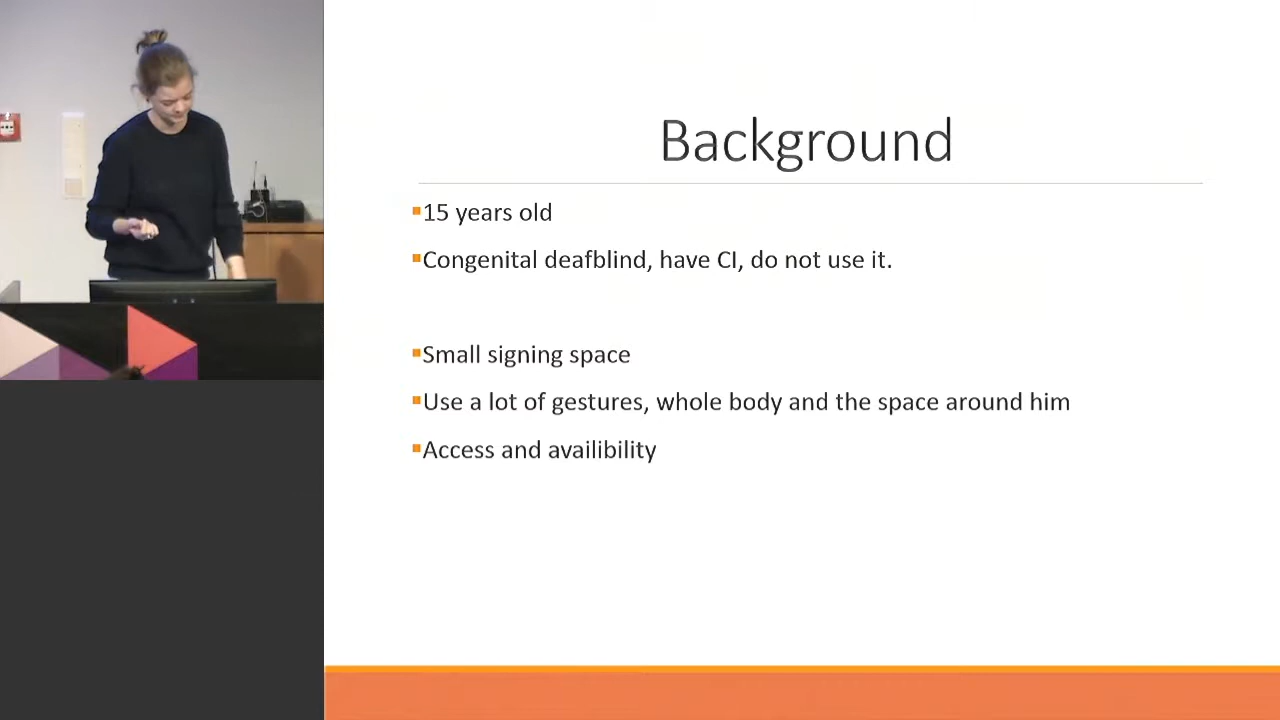 Background
▪15 years old
▪Congenital deafblind, have CI, do not use it.
▪Small signing space
▪Use a lot of gestures, whole body and the space around him
▪Access and availibility